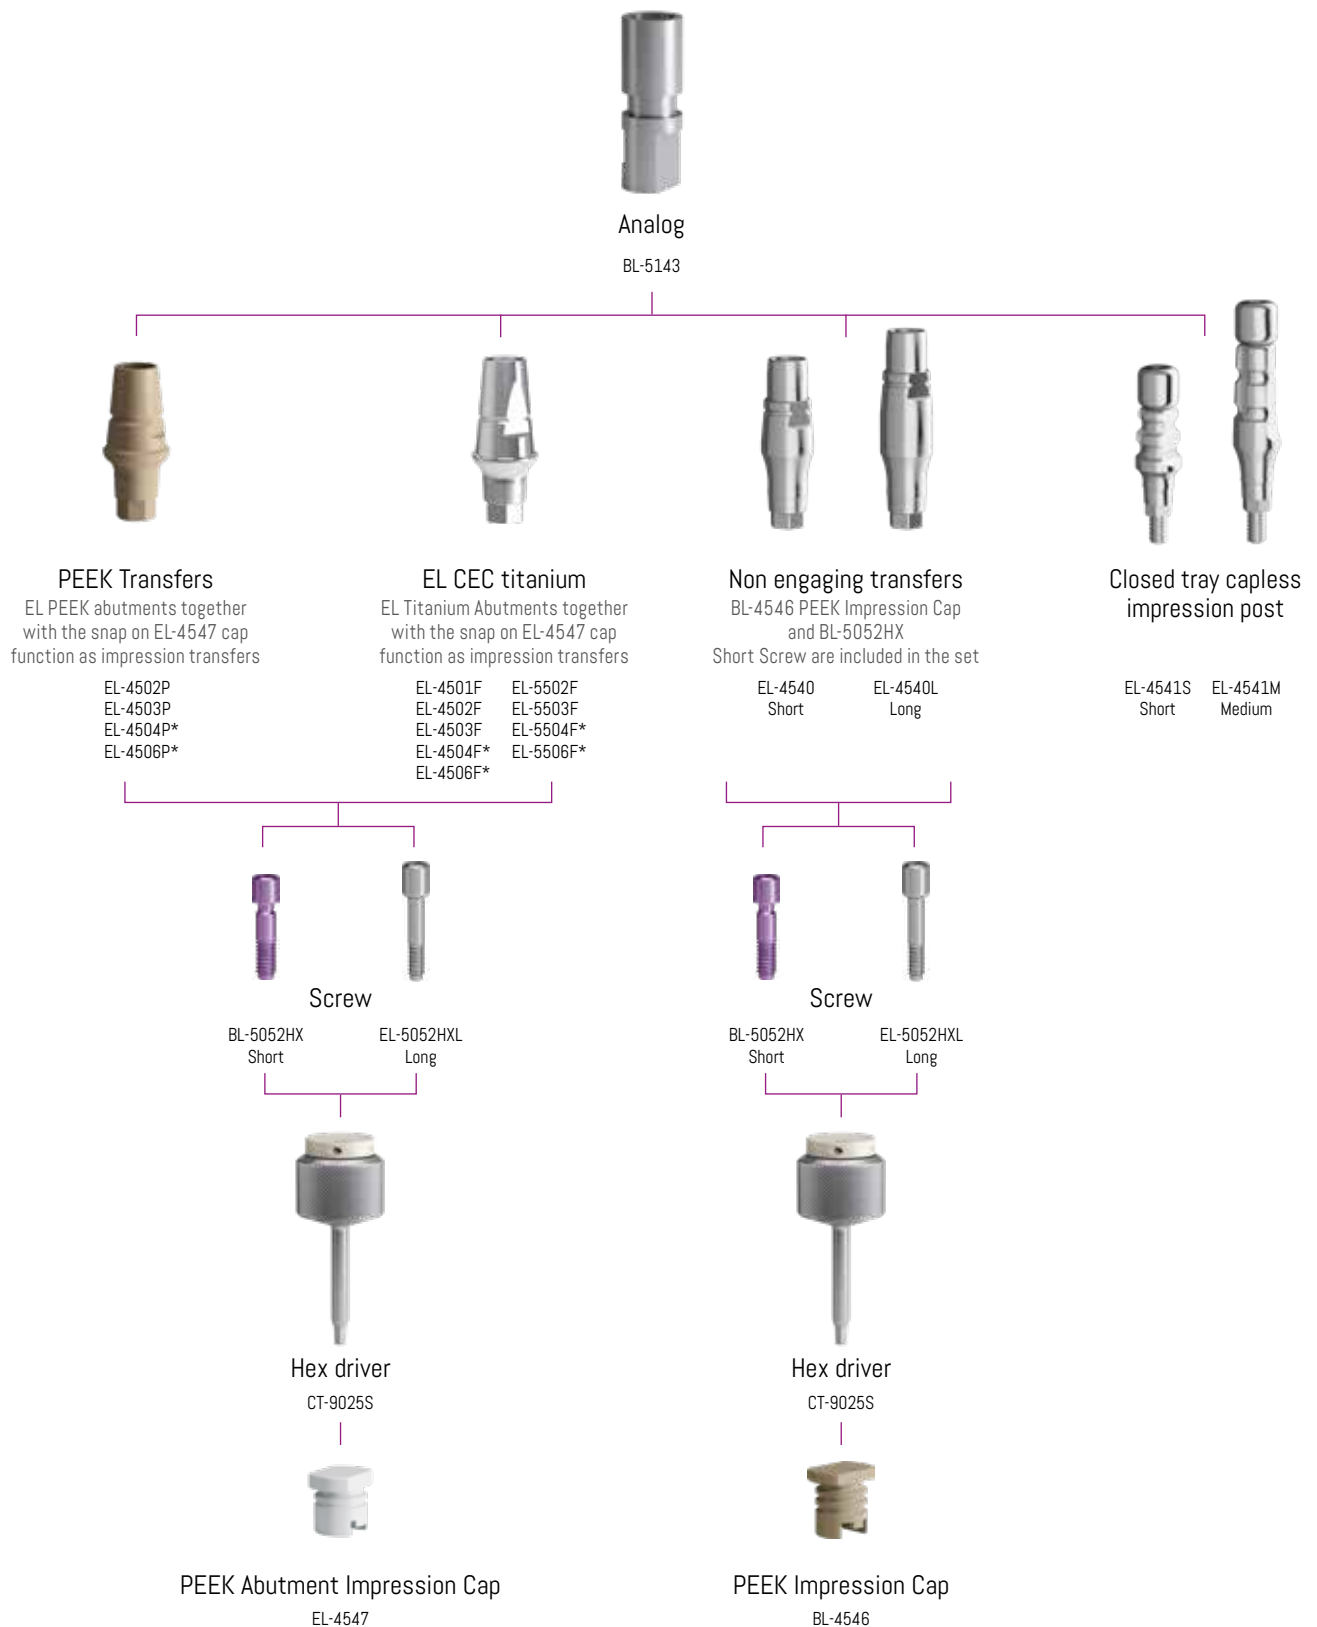 Analog
BL-5143
PEEK Transfers
EL PEEK abutments together
with the snap on EL-4547 cap
function as impression transfers
EL-4502P
EL-4503P
EL-4504P*
EL-4506P*
EL CEC titanium
EL Titanium Abutments together
with the snap on EL-4547 cap
function as impression transfers
EL-4501F EL-5502F
EL-4502F EL-5503F
EL-4503F EL-5504F*
EL-4504F* EL-5506F*
EL-4506F*
Non engaging transfers
BL-4546 PEEK Impression Cap
and BL-5052HX
Short Screw are included in the set
EL-4540 EL-4540L
Short Long
Closed tray capless
impression post
EL-4541S EL-4541M
Short Medium
Screw
BL-5052HX EL-5052HXL
Short Long
Screw
BL-5052HX EL-5052HXL
Short Long
Hex driver
CT-9025S
Hex driver
CT-9025S
PEEK Abutment Impression Cap
EL-4547
PEEK Impression Cap
BL-4546